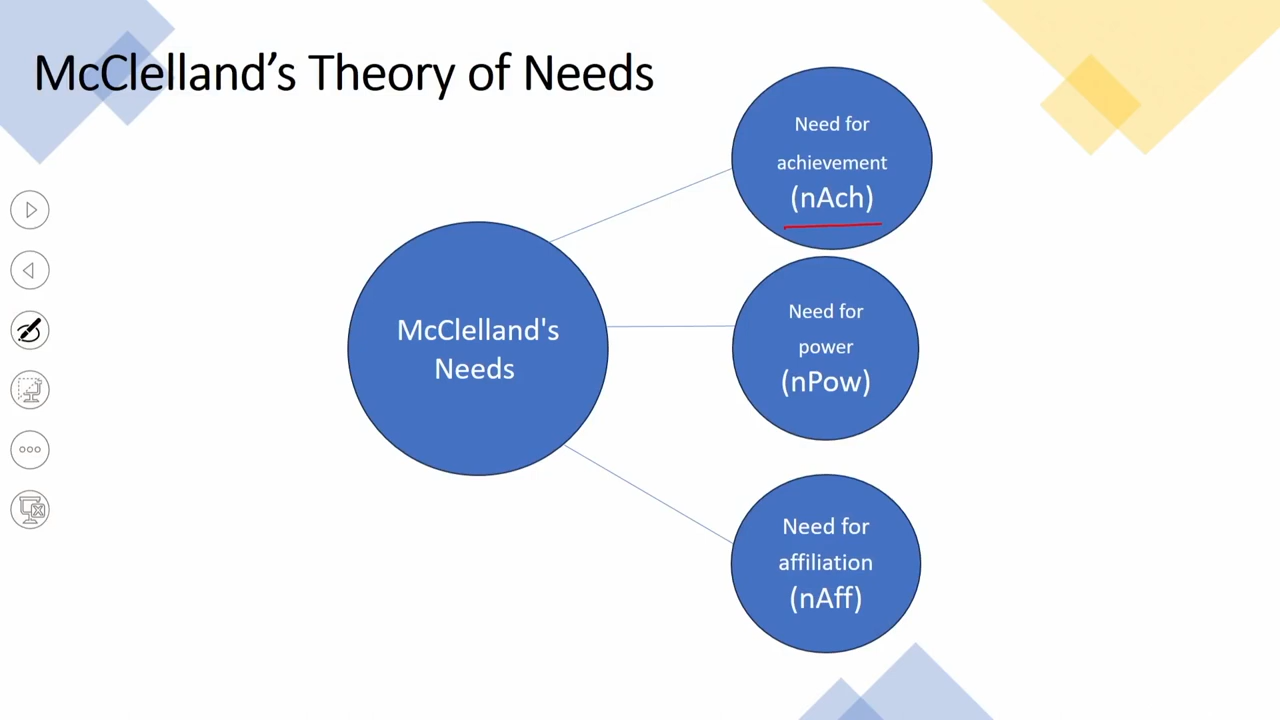 McClelland’s Theory of Needs
Need for
achievement
(nAch)
McClelland's
Needs
Need for
power
(nPow)
Need for
affiliation
(nAff)